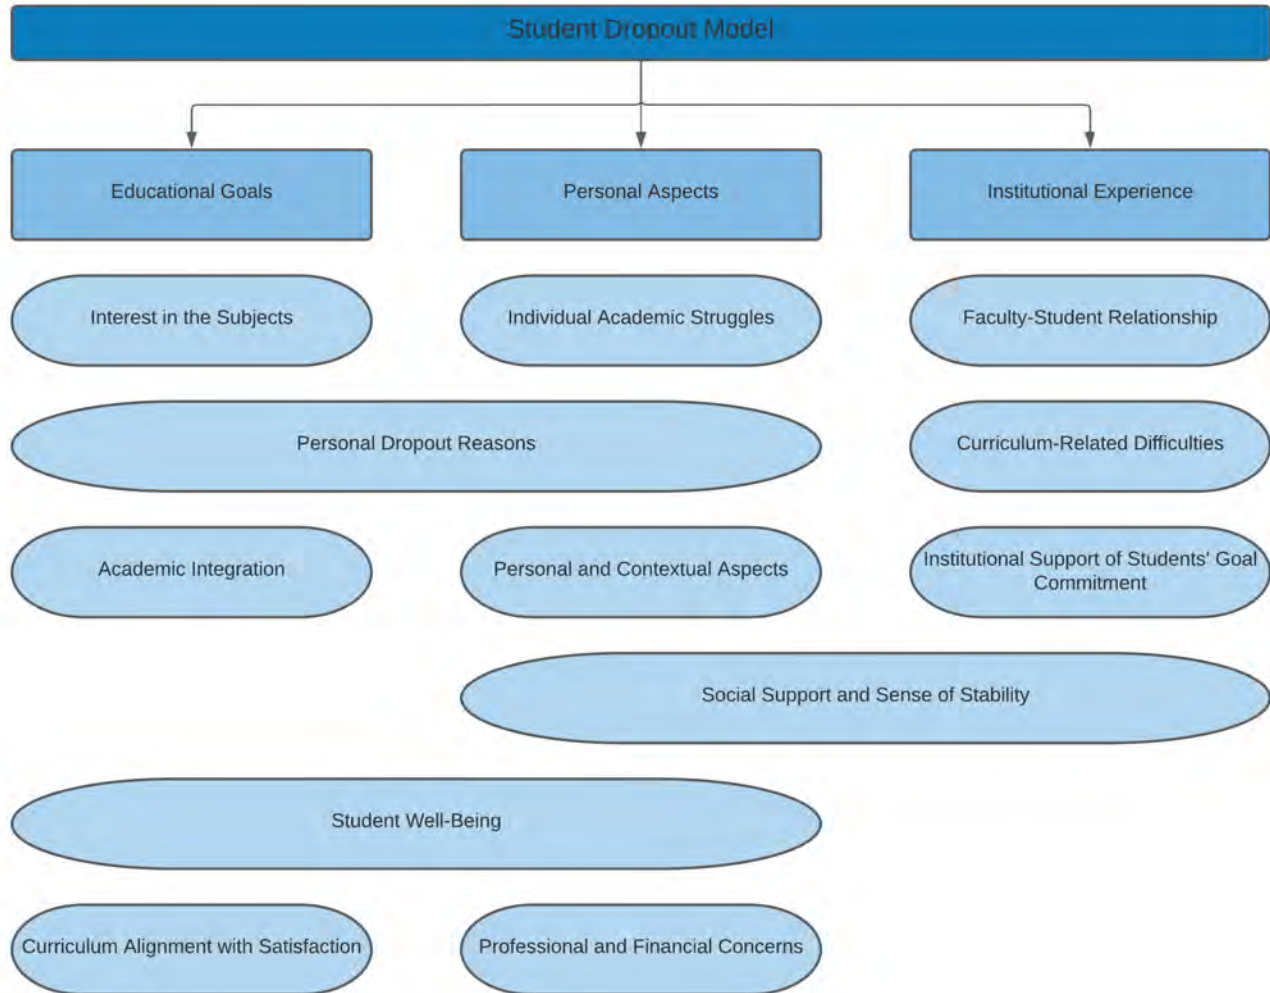 Student Dropout Model
Educational Goals
Personal Aspects
Institutional Experience
Interest in the Subjects
Individual Academic Struggles
Faculty-Student Relationship
Personal Dropout Reasons
Curriculum-Related Difficulties
Academic Integration
Personal and Contextual Aspects
Institutional Support of Students' Goal
Commitment
Social Support and Sense of Stability
Student Well-Being
Curriculum Alignment with Satisfaction
Professional and Financial Concerns